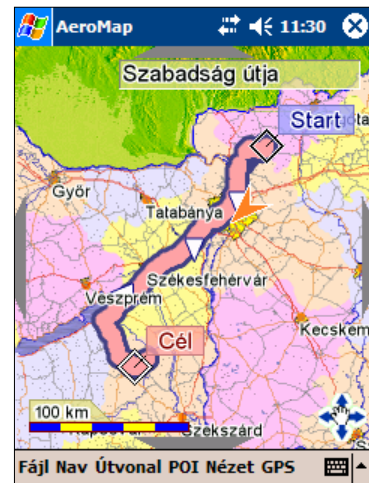 AeroMap 11:30
Szabadság útja
Start
Győr
Tatabánya
Székesfehérvár
Veszprém
Kecskem
Cél
100 km
Szekszárd
Fájl Nav Útvonal POI Nézet GPS